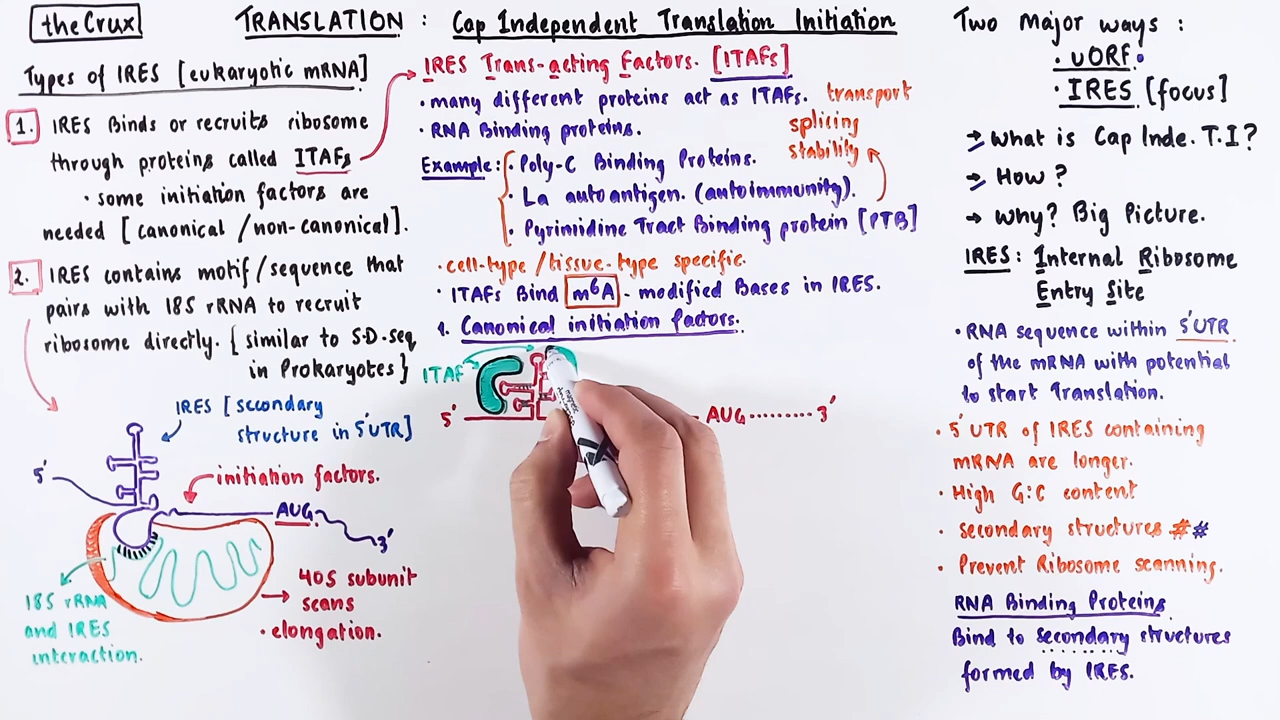 theCrux
TRANSLATION : Cap Independent Translation Initiation
Types of IRES [eukaryotic mRNA]
1. IRES Binds or recruits ribosome
through proteins called ITAFs
• some initiation factors are
needed [canonical /non-canonical].
2. IRES contains motif/sequence that
pairs with 18S rRNA to recruit
ribosome directly. { similar to S.D-seq
in Prokaryotes }
IRES [secondary
structure in 5'UTR]
5'
initiation factors.
AUG
3'
40S subunit
scans
• elongation.
18S rRNA
and IRES
interaction.
IRES Trans-acting Factors. [ITAFs]
• many different proteins act as ITAFs.
• RNA Binding proteins.
transport
splicing
stability
Example: • Poly-C Binding Proteins.
• La autoantigen. (autoimmunity).
• Pyrimidine Tract Binding protein [PTB]
• cell-type/tissue-type specific.
• ITAFs Bind m6A - modified Bases in IRES.
1. Canonical initiation factors.
ITAF
5'
AUG.........3'
Two major ways :
• uORF.
• IRES [focus]
→ What is Cap Inde. T.I?
→ How?
→ Why? Big Picture.
IRES: Internal Ribosome
Entry Site
• RNA sequence within 5'UTR
of the mRNA with potential
to start Translation.
• 5'UTR of IRES containing
mRNA are longer.
• High G:C content
• secondary structures # #
• Prevent Ribosome scanning.
RNA Binding Proteins
Bind to secondary structures
formed by IRES.